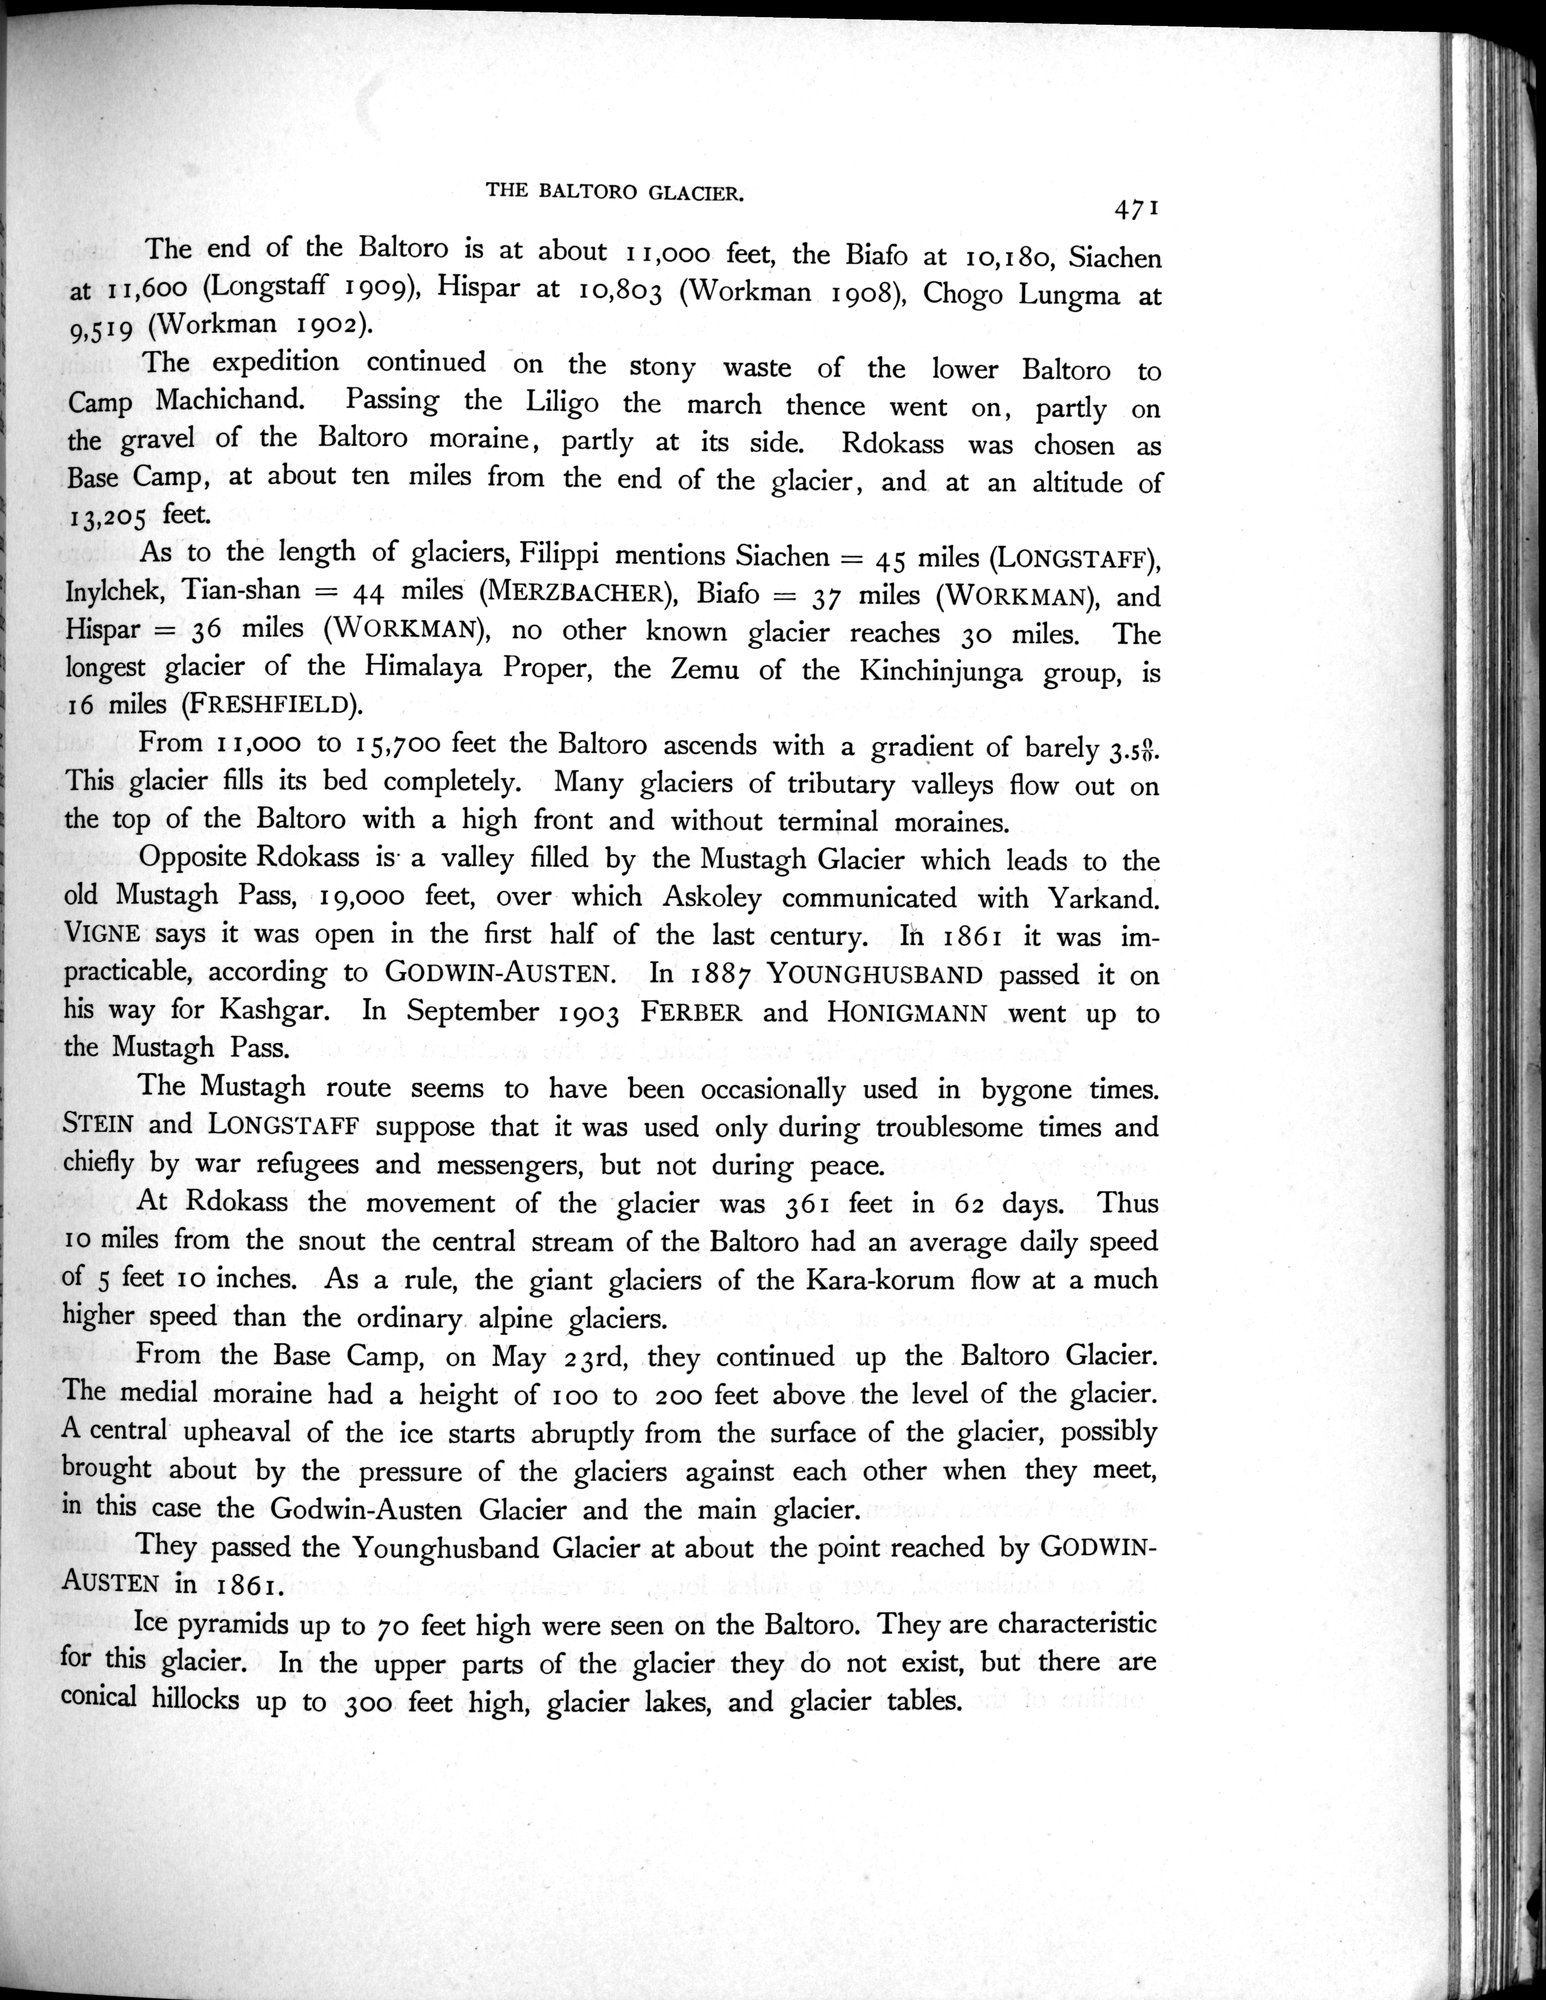 THE BALTORO GLACIER.
471
The end of the Baltoro is at about 11,000 feet, the Biafo at 10,180, Siachen
at 11,600 (Longstaff 1909), Hispar at 10,803 (Workman 1908), Chogo Lungma at
9,519 (Workman 1902).
The expedition continued on the stony waste of the lower Baltoro to
Camp Machichand. Passing the Liligo the march thence went on, partly on
the gravel of the Baltoro moraine, partly at its side. Rdokass was chosen as
Base Camp, at about ten miles from the end of the glacier, and at an altitude of
13,205 feet.
As to the length of glaciers, Filippi mentions Siachen = 45 miles (LONGSTAFF),
Inylchek, Tian-shan = 44 miles (MERZBACHER), Biafo = 37 miles (WORKMAN), and
Hispar = 36 miles (WORKMAN), no other known glacier reaches 30 miles. The
longest glacier of the Himalaya Proper, the Zemu of the Kinchinjunga group, is
16 miles (FRESHFIELD).
From 11,000 to 15,700 feet the Baltoro ascends with a gradient of barely 3.5%.
This glacier fills its bed completely. Many glaciers of tributary valleys flow out on
the top of the Baltoro with a high front and without terminal moraines.
Opposite Rdokass is a valley filled by the Mustagh Glacier which leads to the
old Mustagh Pass, 19,000 feet, over which Askoley communicated with Yarkand.
VIGNE says it was open in the first half of the last century. In 1861 it was im-
practicable, according to GODWIN-AUSTEN. In 1887 YOUNGHUSBAND passed it on
his way for Kashgar. In September 1903 FERBER and HONIGMANN went up to
the Mustagh Pass.
The Mustagh route seems to have been occasionally used in bygone times.
STEIN and LONGSTAFF suppose that it was used only during troublesome times and
chiefly by war refugees and messengers, but not during peace.
At Rdokass the movement of the glacier was 361 feet in 62 days. Thus
10 miles from the snout the central stream of the Baltoro had an average daily speed
of 5 feet 10 inches. As a rule, the giant glaciers of the Kara-korum flow at a much
higher speed than the ordinary alpine glaciers.
From the Base Camp, on May 23rd, they continued up the Baltoro Glacier.
The medial moraine had a height of 100 to 200 feet above the level of the glacier.
A central upheaval of the ice starts abruptly from the surface of the glacier, possibly
brought about by the pressure of the glaciers against each other when they meet,
in this case the Godwin-Austen Glacier and the main glacier.
They passed the Younghusband Glacier at about the point reached by GODWIN-
AUSTEN in 1861.
Ice pyramids up to 70 feet high were seen on the Baltoro. They are characteristic
for this glacier. In the upper parts of the glacier they do not exist, but there are
conical hillocks up to 300 feet high, glacier lakes, and glacier tables.